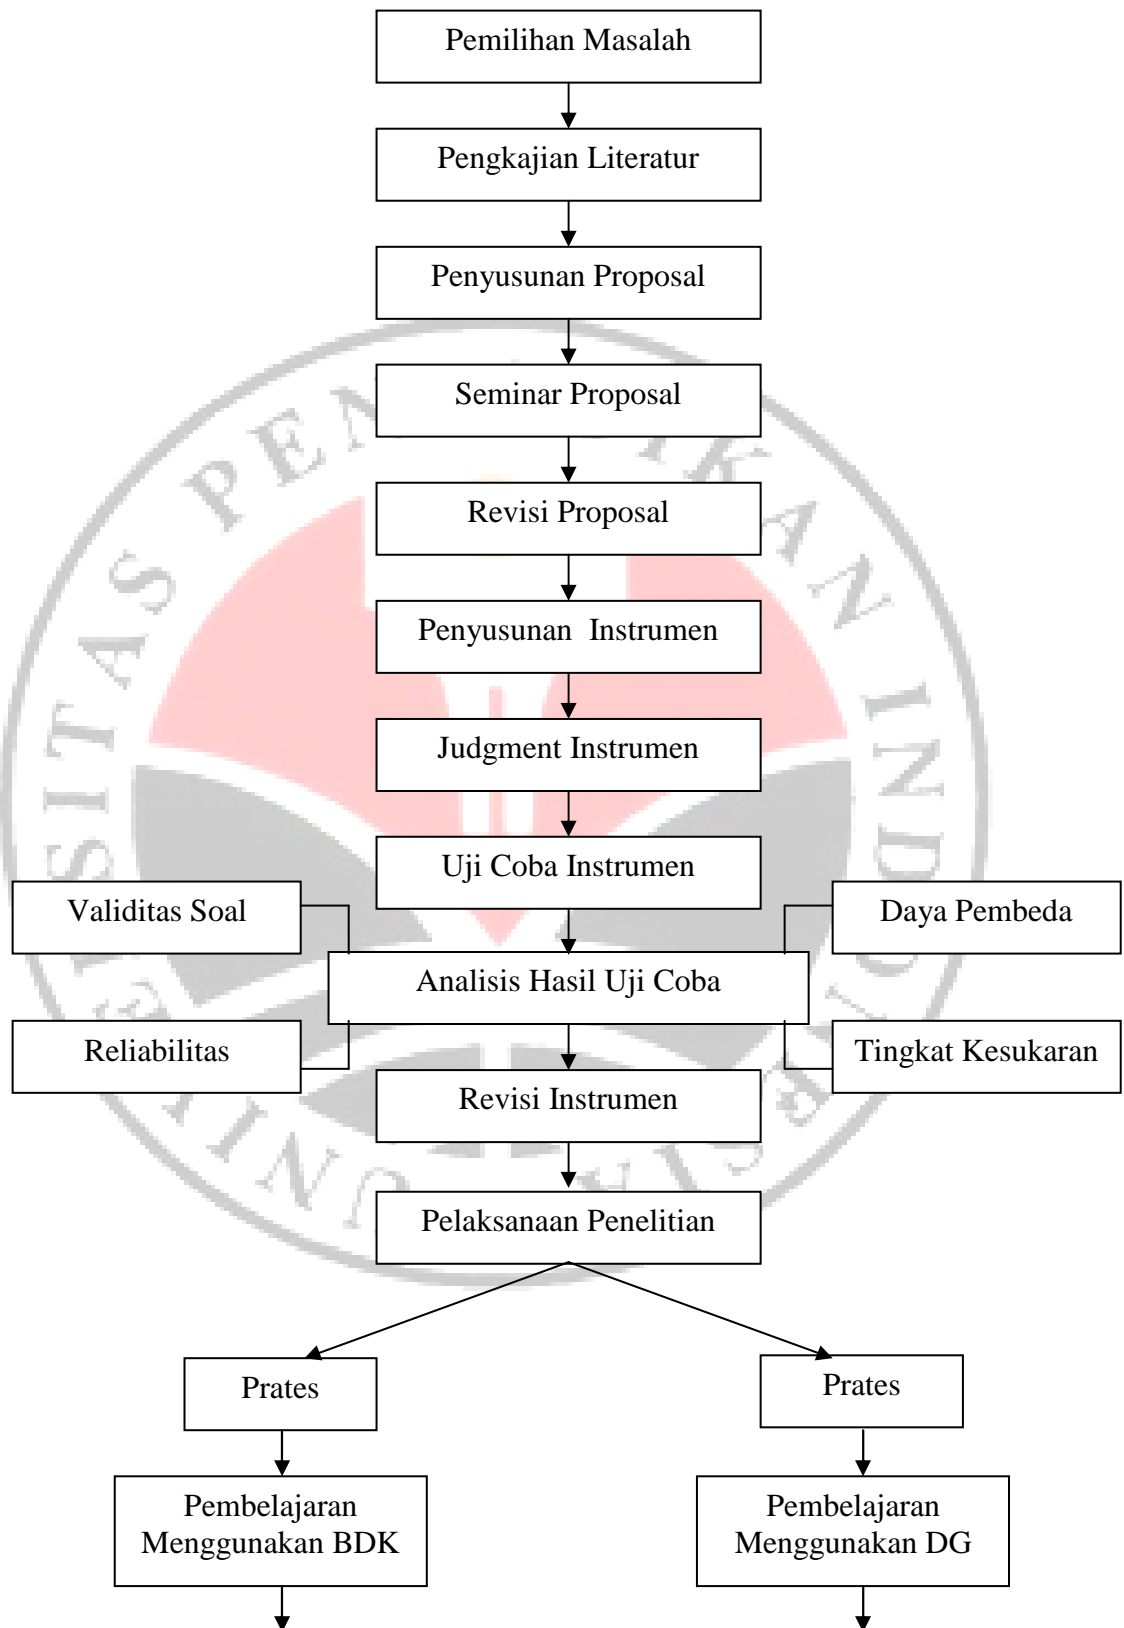 Pemilihan Masalah
Pengkajian Literatur
Penyusunan Proposal
Seminar Proposal
Revisi Proposal
Penyusunan  Instrumen
Judgment Instrumen
Uji Coba Instrumen
Validitas Soal
Daya Pembeda
Analisis Hasil Uji Coba
Reliabilitas
Tingkat Kesukaran
Revisi Instrumen
Pelaksanaan Penelitian
Prates
Prates
Pembelajaran
Menggunakan BDK
Pembelajaran
Menggunakan DG